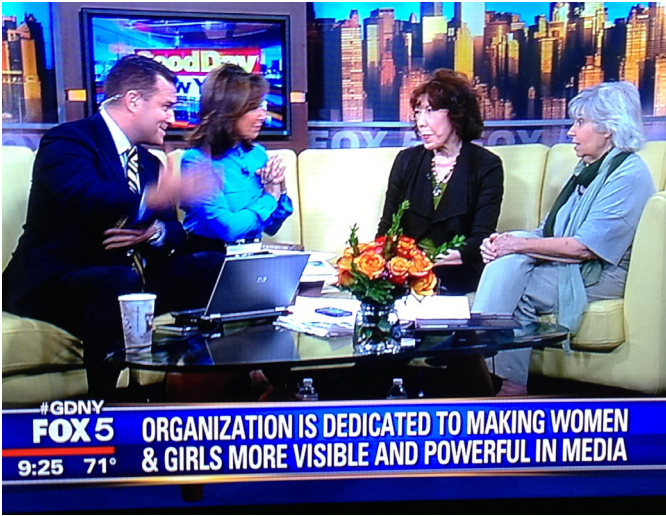 Good Day
#GDNY
FOX 5
9:25 71°
ORGANIZATION IS DEDICATED TO MAKING WOMEN
& GIRLS MORE VISIBLE AND POWERFUL IN MEDIA